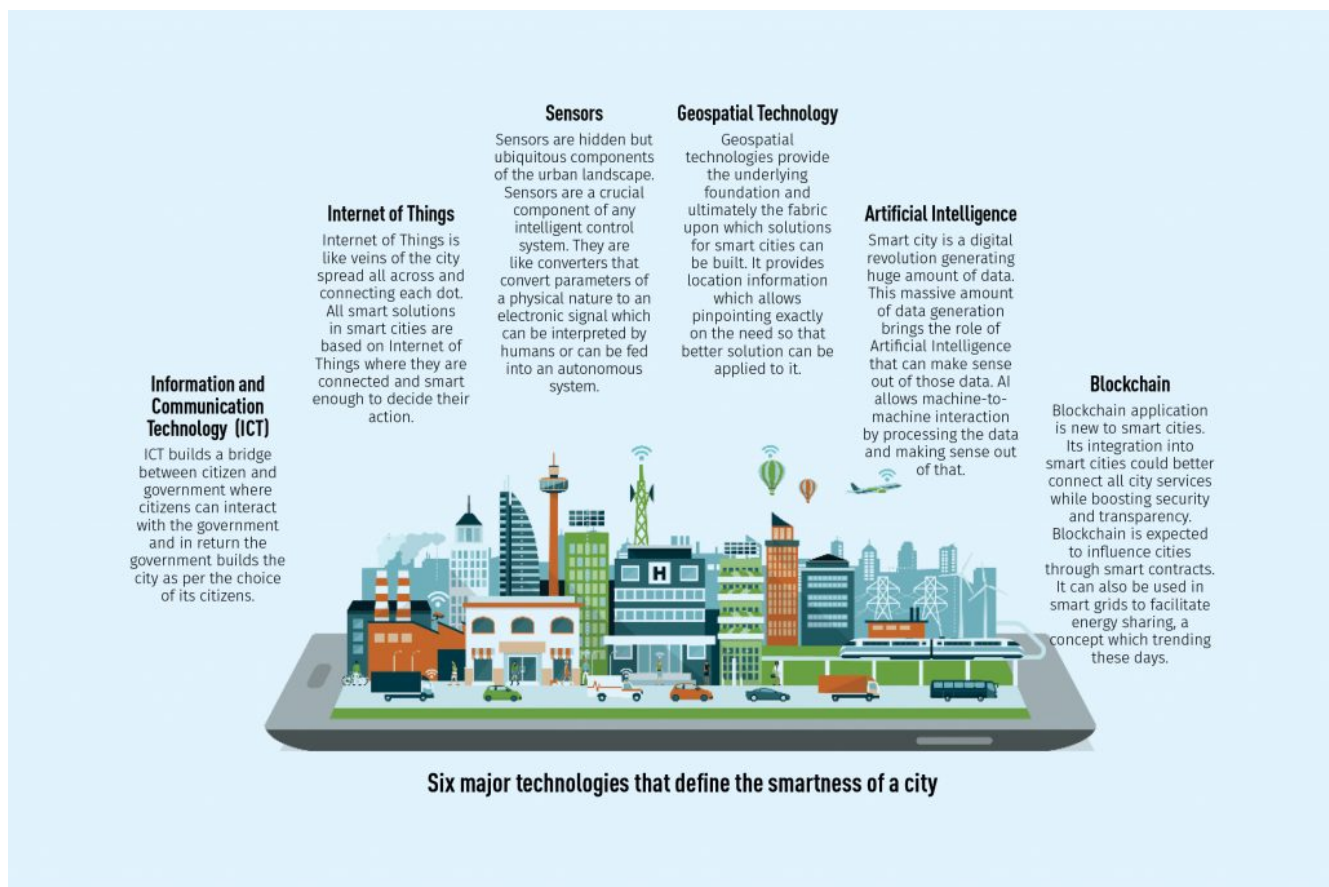 Sensors
Sensors are hidden but
ubiquitous components
of the urban landscape.
Sensors are a crucial
component of any
intelligent control
system. They are
like converters that
convert parameters of
a physical nature to an
electronic signal which
can be interpreted by
humans or can be fed
into an autonomous
system.
Geospatial Technology
Geospatial
technologies provide
the underlying
foundation and
ultimately the fabric
upon which solutions
for smart cities can
be built. It provides
location information
which allows
pinpointing exactly
on the need so that
better solution can be
applied to it.
Internet of Things
Internet of Things is
like veins of the city
spread all across and
connecting each dot.
All smart solutions
in smart cities are
based on Internet of
Things where they are
connected and smart
enough to decide their
action.
Artificial Intelligence
Smart city is a digital
revolution generating
huge amount of data.
This massive amount
of data generation
brings the role of
Artificial Intelligence
that can make sense
out of those data. AI
allows machine-to-
machine interaction
by processing the data
and making sense out
of that.
Information and
Communication
Technology (ICT)
ICT builds a bridge
between citizen and
government where
citizens can interact
with the government
and in return the
government builds the
city as per the choice
of its citizens.
Blockchain
Blockchain application
is new to smart cities.
Its integration into
smart cities could better
connect all city services
while boosting security
and transparency.
Blockchain is expected
to influence cities
through smart contracts.
It can also be used in
smart grids to facilitate
energy sharing, a
concept which trending
these days.
H
Six major technologies that define the smartness of a city